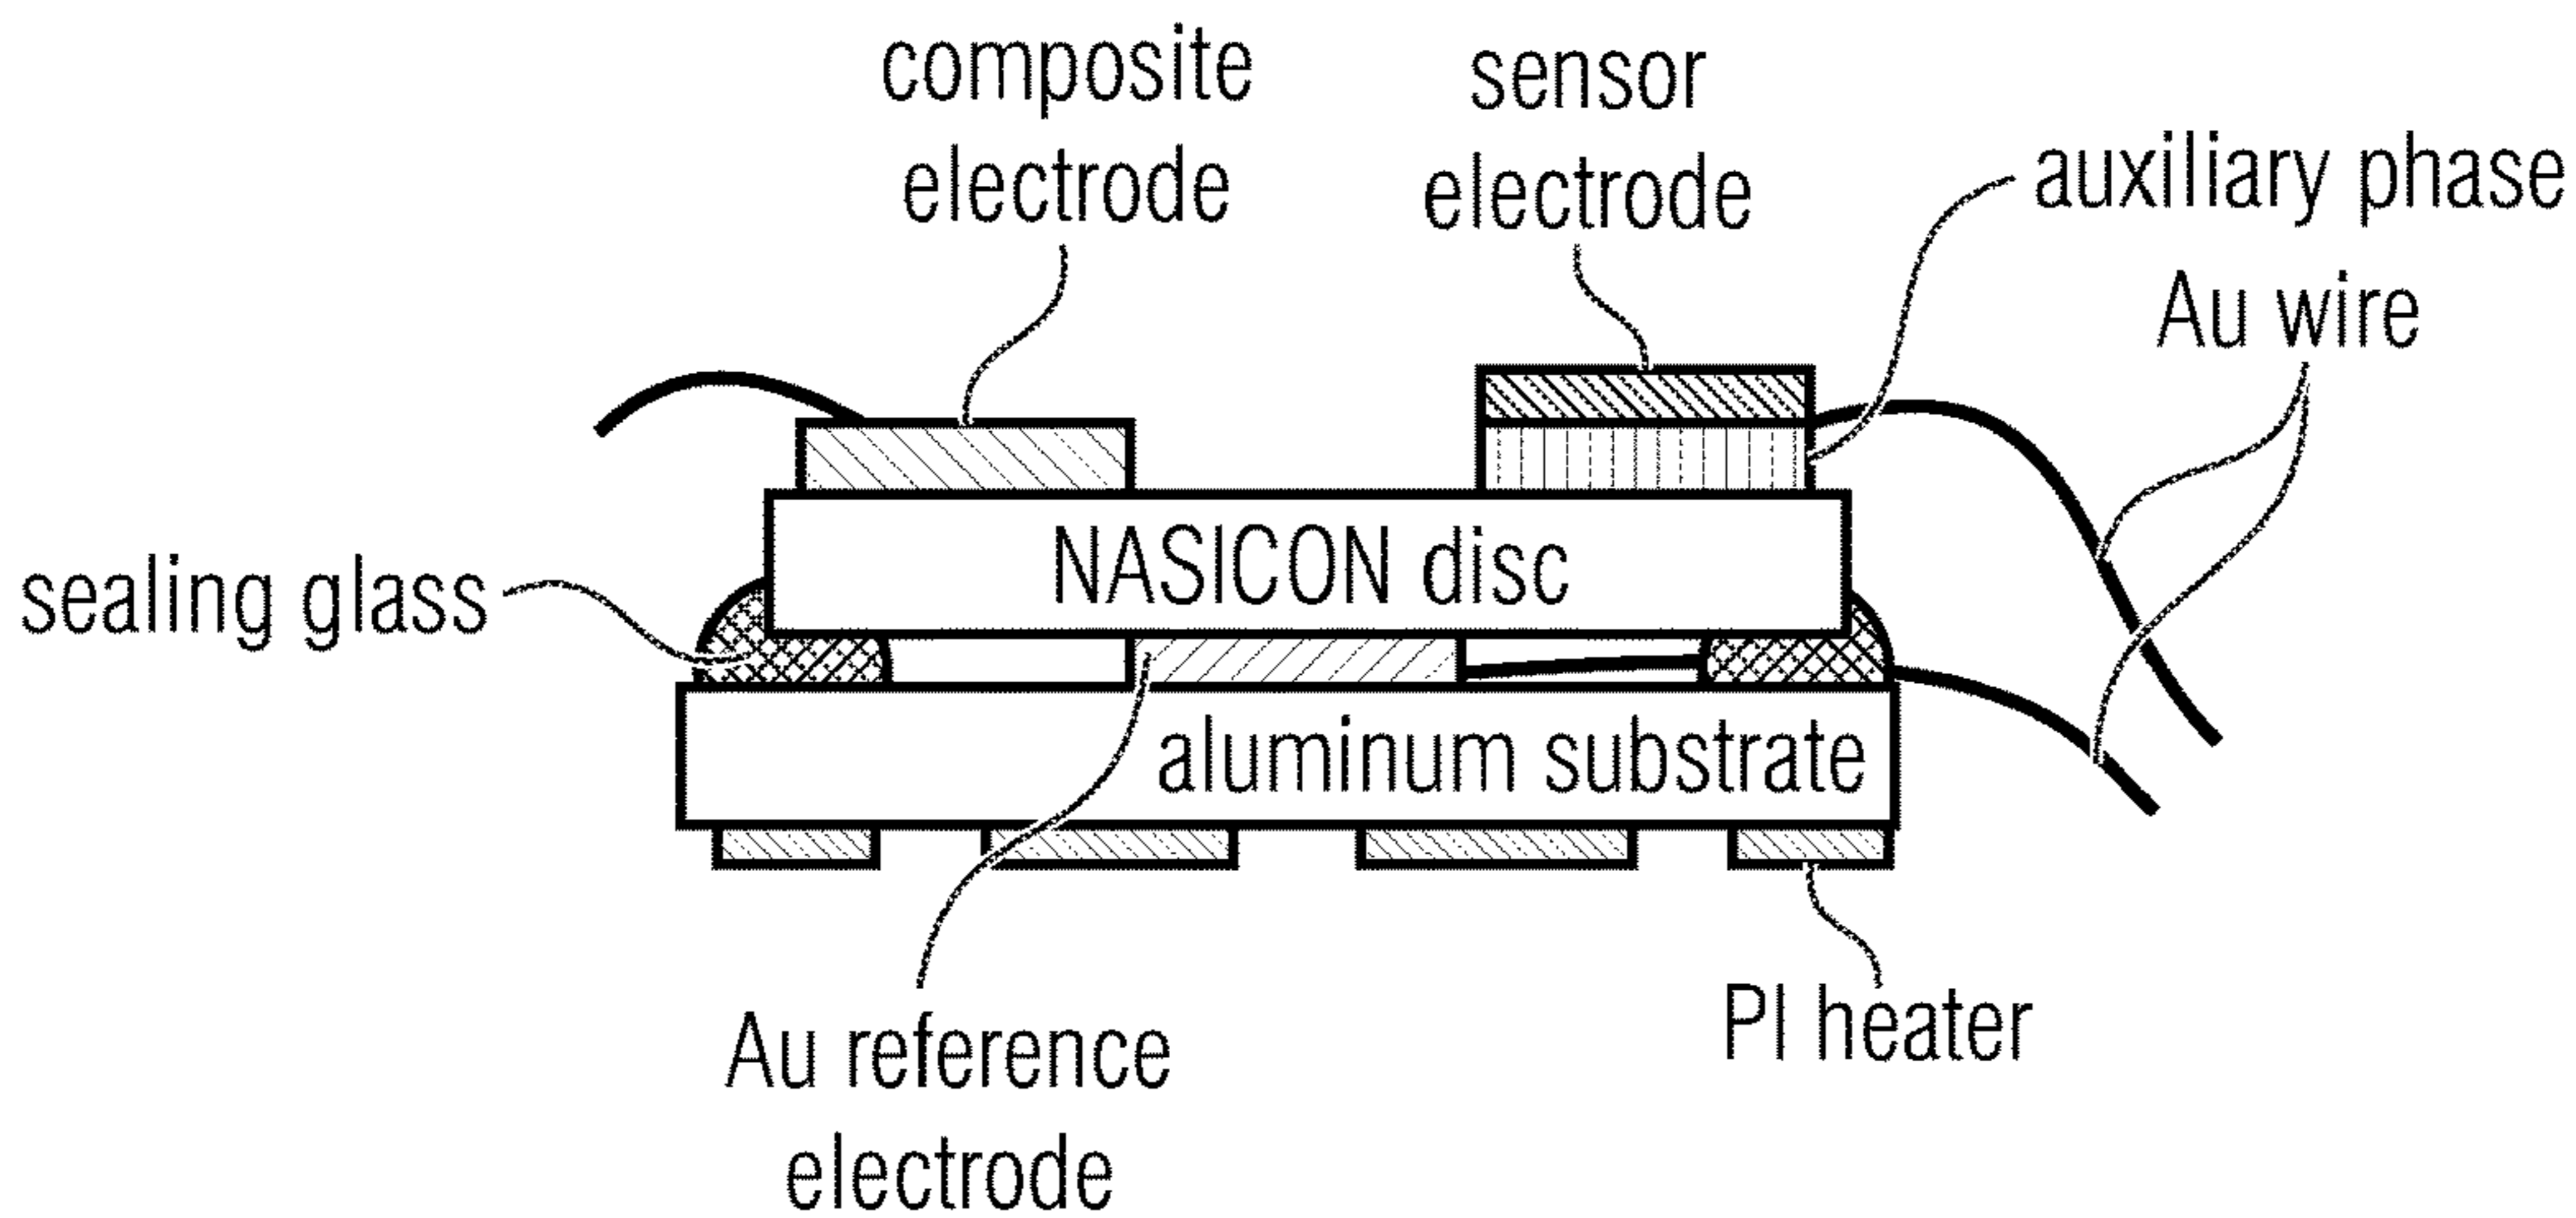 composite
electrode
sensor
electrode
auxiliary phase
Au wire
NASICON disc
sealing glass
aluminum substrate
Au reference
electrode
PI heater